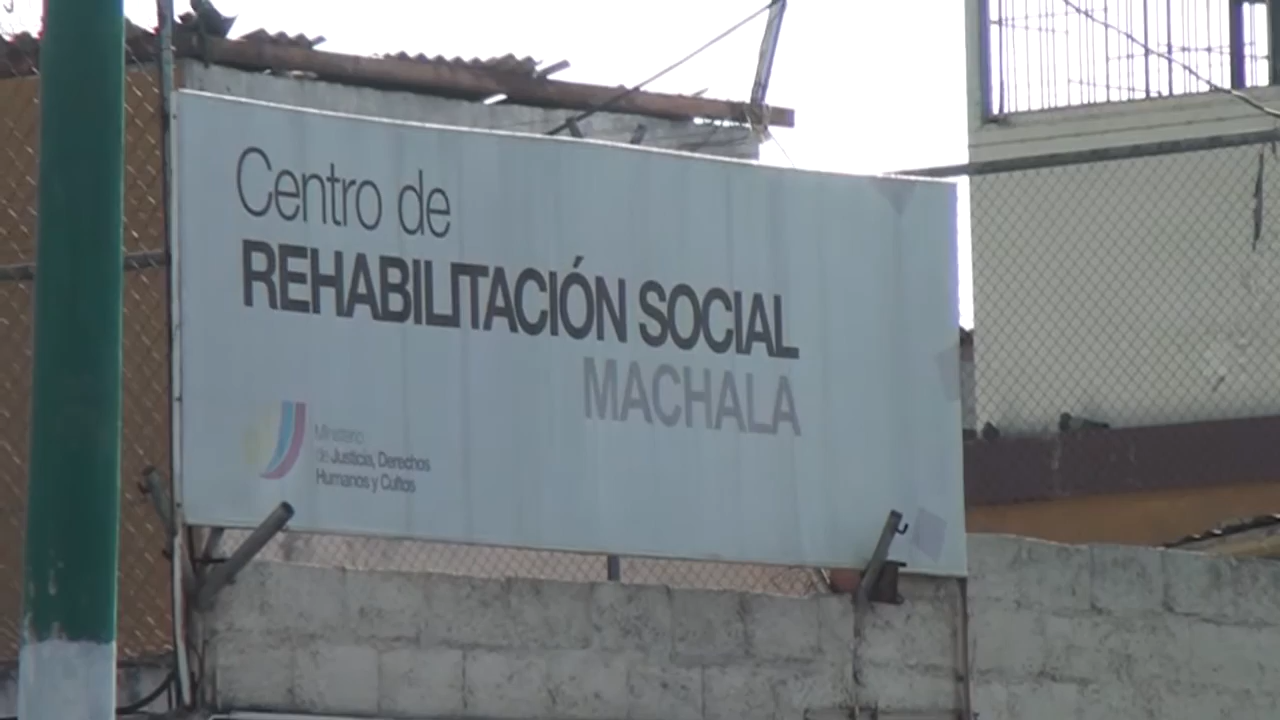 Centro de
REHABILITACIÓN SOCIAL
MACHALA
Ministerio
de Justicia, Derechos
Humanos y Cultos